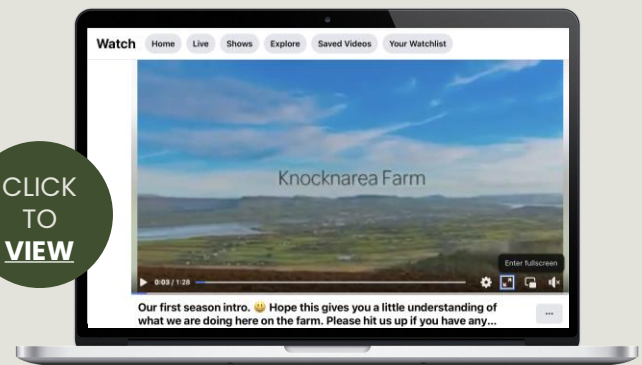 Watch Home Live Shows Explore Saved Videos Your Watchlist
Knocknarea Farm
CLICK
TO
VIEW
Enter fullscreen
0:03 / 1:28
Our first season intro. 😃 Hope this gives you a little understanding of
what we are doing here on the farm. Please hit us up if you have any...